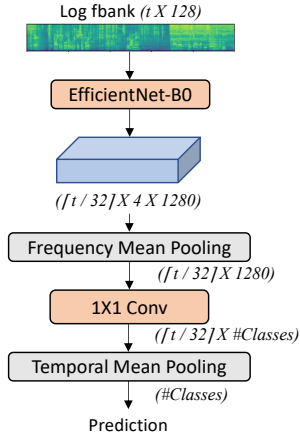 Log fbank (t X 128)
EfficientNet-B0
(⌈t / 32⌉ X 4 X 1280)
Frequency Mean Pooling
(⌈t / 32⌉ X 1280)
1X1 Conv
(⌈t / 32⌉ X #Classes)
Temporal Mean Pooling
(#Classes)
Prediction